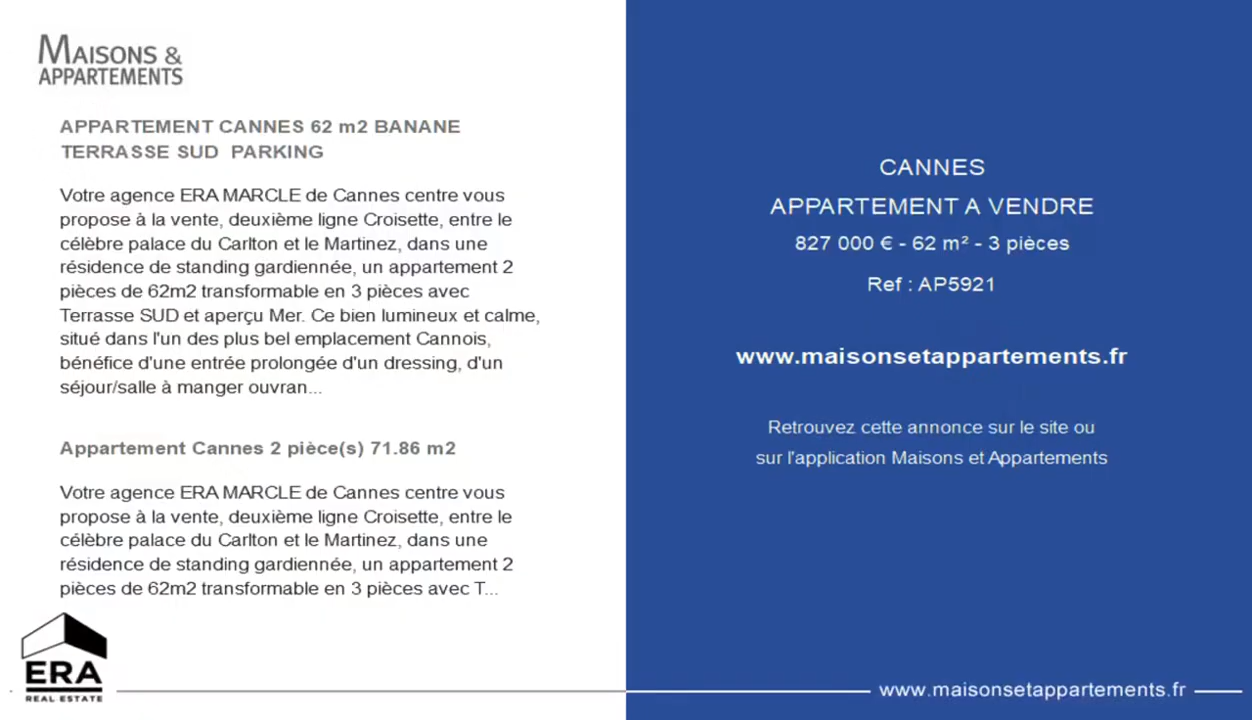 MAISONS &
APPARTEMENTS
APPARTEMENT CANNES 62 m2 BANANE
TERRASSE SUD PARKING
Votre agence ERA MARCLE de Cannes centre vous
propose à la vente, deuxième ligne Croisette, entre le
célèbre palace du Carlton et le Martinez, dans une
résidence de standing gardiennée, un appartement 2
pièces de 62m2 transformable en 3 pièces avec
Terrasse SUD et aperçu Mer. Ce bien lumineux et calme,
situé dans l'un des plus bel emplacement Cannois,
bénéfice d'une entrée prolongée d'un dressing, d'un
séjour/salle à manger ouvran...
Appartement Cannes 2 pièce(s) 71.86 m2
Votre agence ERA MARCLE de Cannes centre vous
propose à la vente, deuxième ligne Croisette, entre le
célèbre palace du Carlton et le Martinez, dans une
résidence de standing gardiennée, un appartement 2
pièces de 62m2 transformable en 3 pièces avec T...
ERA
REAL ESTATE
CANNES
APPARTEMENT A VENDRE
827 000 € - 62 m² - 3 pièces
Ref : AP5921
www.maisonsetappartements.fr
Retrouvez cette annonce sur le site ou
sur l'application Maisons et Appartements
www.maisonsetappartements.fr